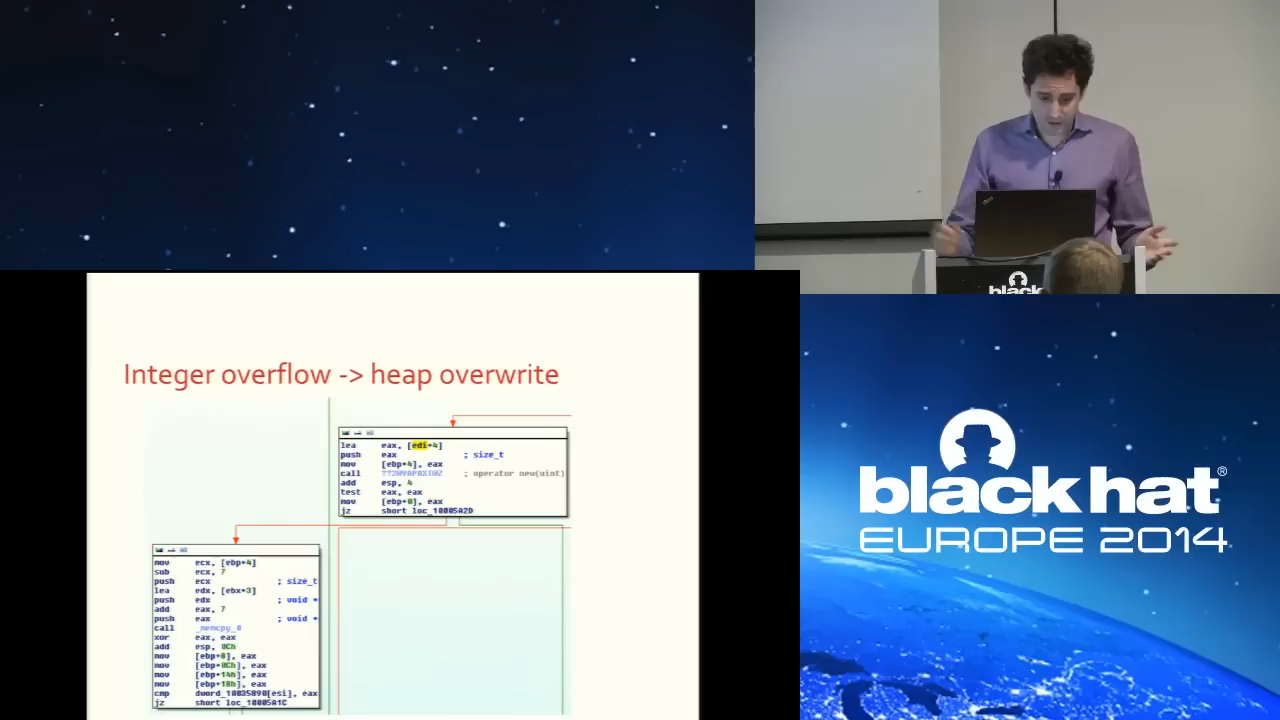 black
Integer overflow -> heap overwrite
lea eax, [edi+4]
push eax ; size_t
mov [ebp+4], eax
call ; operator new(uint)
add esp, 4
test eax, eax
mov [ebp+0], eax
jz short loc_10005A2D
mov ecx, [ebp+4]
sub ecx, 7
push ecx ; size_t
lea edx, [ebx+3]
push edx ; void *
add eax, 7
push eax ; void *
call _memcpy_0
xor eax, eax
add esp, 0Ch
mov [ebp+8], eax
mov [ebp+0Ch], eax
mov [ebp+14h], eax
mov [ebp+18h], eax
cmp dword_10035890[esi], eax
jz short loc_10005A1C
black hat®
EUROPE 2014